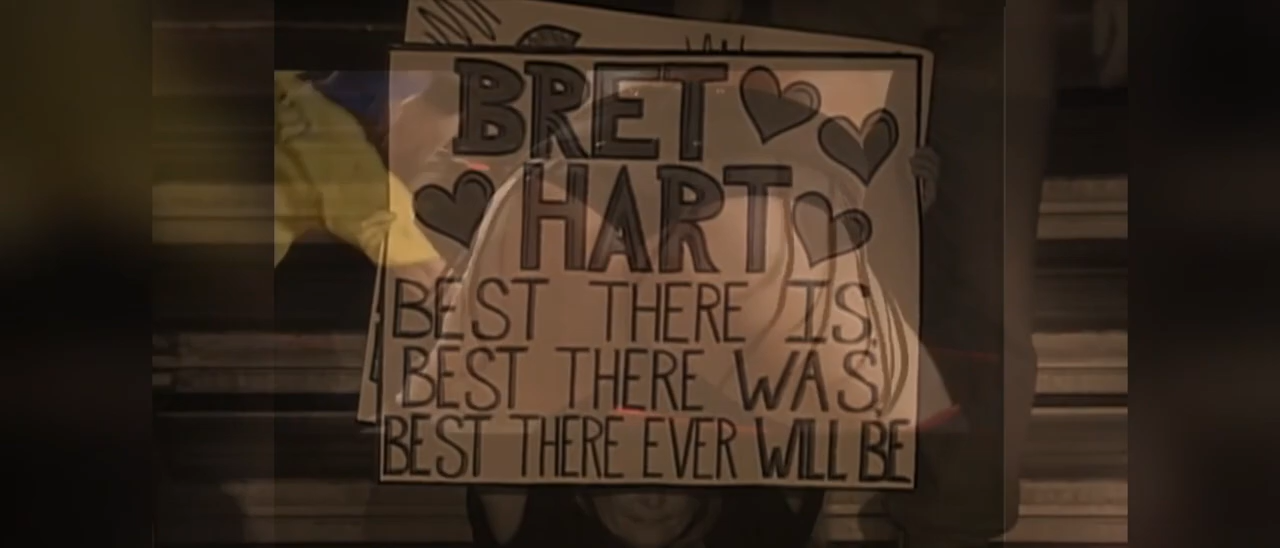 BRET
HART
BEST THERE IS,
BEST THERE WAS,
BEST THERE EVER WILL BE